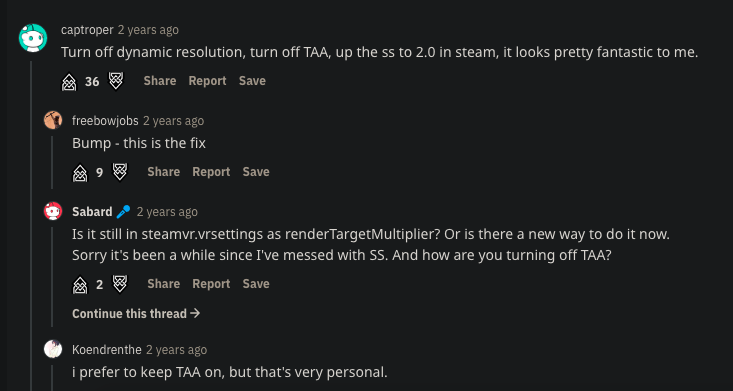 captroper 2 years ago
Turn off dynamic resolution, turn off TAA, up the ss to 2.0 in steam, it looks pretty fantastic to me.
36 Share Report Save
freebowjobs 2 years ago
Bump - this is the fix
9 Share Report Save
Sabard 2 years ago
Is it still in steamvr.vrsettings as renderTargetMultiplier? Or is there a new way to do it now.
Sorry it's been a while since I've messed with SS. And how are you turning off TAA?
2 Share Report Save
Continue this thread
Koendrenthe 2 years ago
i prefer to keep TAA on, but that's very personal.